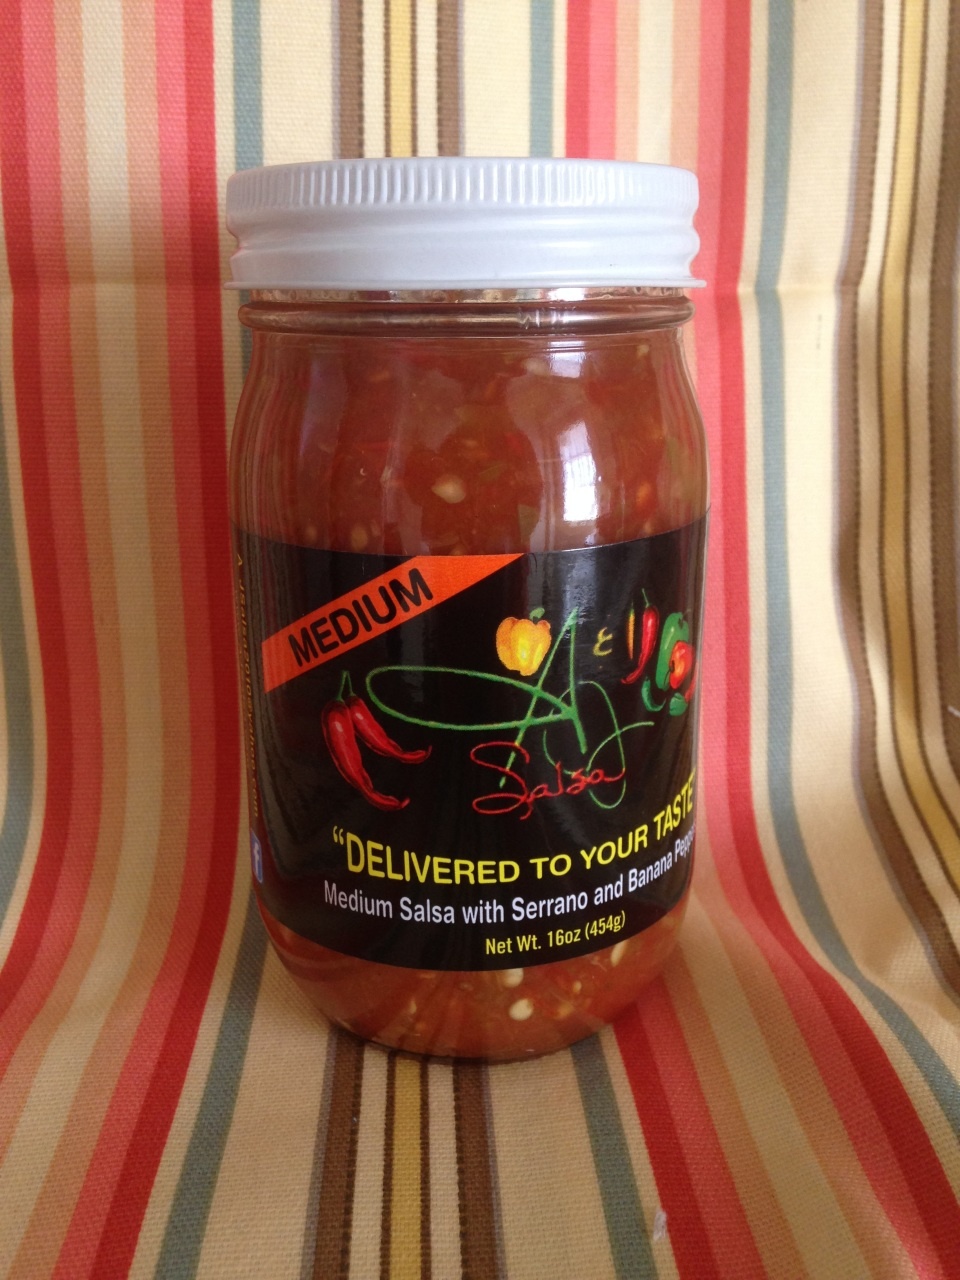 MEDIUM
&
Salsa
"DELIVERED TO YOUR TASTE
Medium Salsa with Serrano and Banana
Net Wt. 16oz (454g)
f